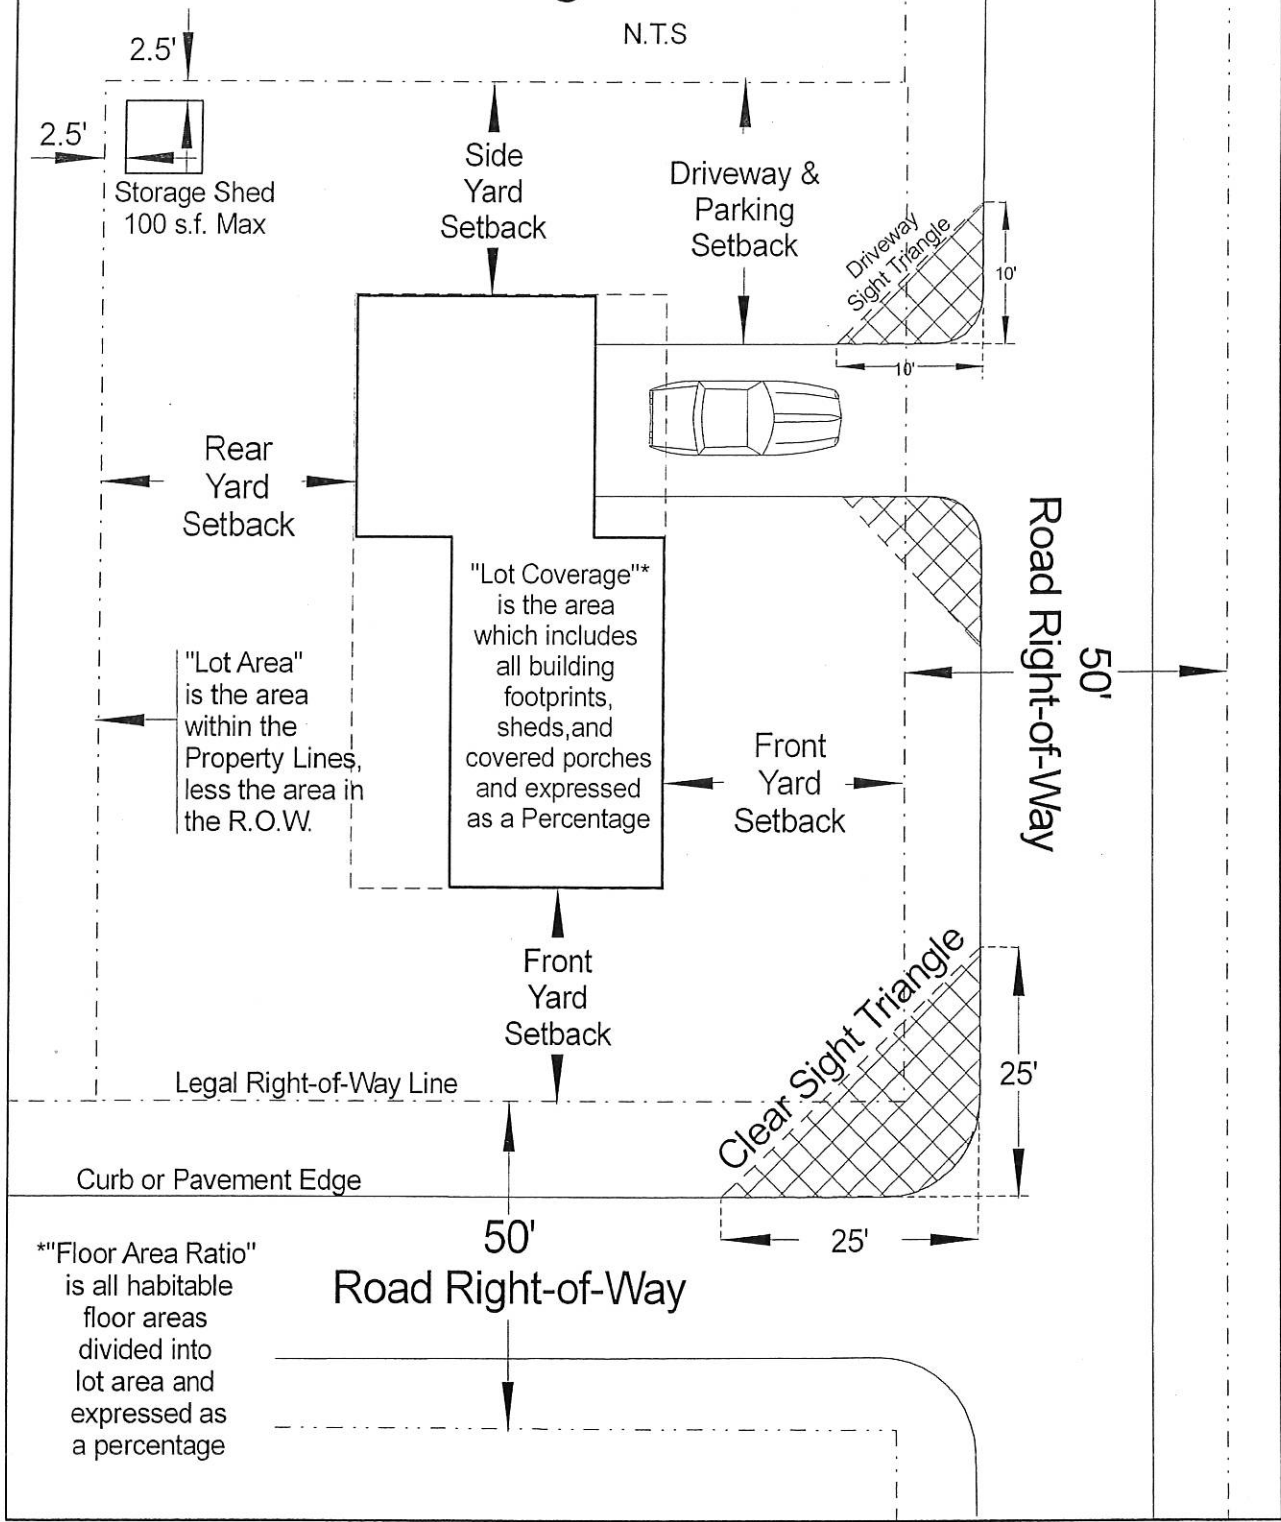 N.T.S
2.5'
2.5'
Storage Shed
100 s.f. Max
Side
Yard
Setback
Driveway &
Parking
Setback
Driveway
Sight Triangle
10'
10'
Rear
Yard
Setback
"Lot Coverage"*
is the area
which includes
all building
footprints,
sheds,and
covered porches
and expressed
as a Percentage
"Lot Area"
is the area
within the
Property Lines,
less the area in
the R.O.W.
Front
Yard
Setback
50'
Road Right-of-Way
Front
Yard
Setback
Clear Sight Triangle
25'
25'
Legal Right-of-Way Line
Curb or Pavement Edge
50'
Road Right-of-Way
*"Floor Area Ratio"
is all habitable
floor areas
divided into
lot area and
expressed as
a percentage